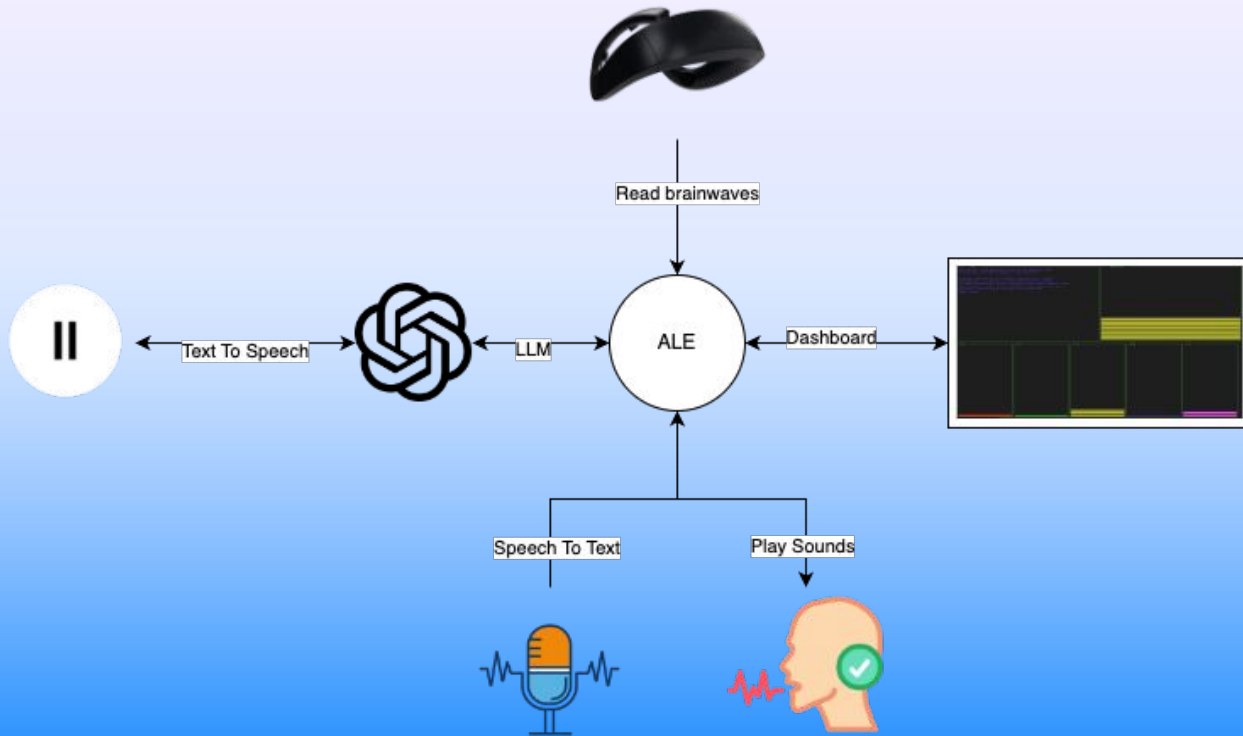 Read brainwaves
Text To Speech
LLM
ALE
Dashboard
Speech To Text
Play Sounds